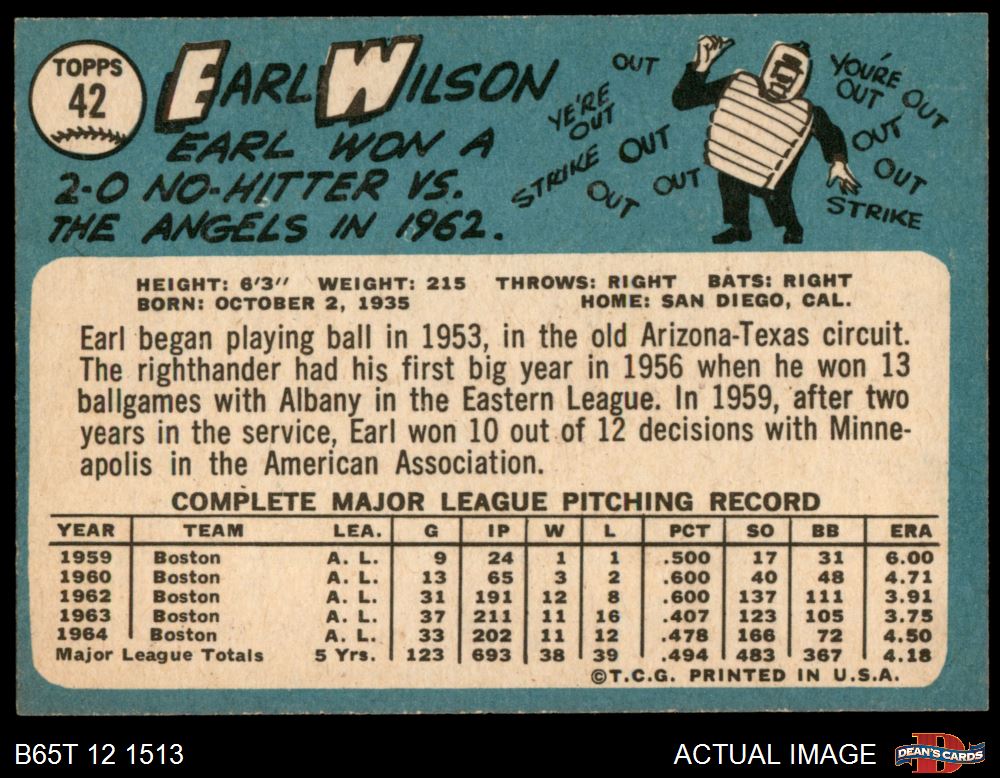 TOPPS
42
EARL WILSON
EARL WON A
2-0 NO-HITTER VS.
THE ANGELS IN 1962.
OUT
YE'RE
OUT
STRIKE OUT
OUT OUT
YOU'RE
OUT OUT
OUT
OUT
STRIKE
HEIGHT: 6'3" WEIGHT: 215 THROWS: RIGHT BATS: RIGHT
BORN: OCTOBER 2, 1935 HOME: SAN DIEGO, CAL.
Earl began playing ball in 1953, in the old Arizona-Texas circuit.
The righthander had his first big year in 1956 when he won 13
ballgames with Albany in the Eastern League. In 1959, after two
years in the service, Earl won 10 out of 12 decisions with Minne-
apolis in the American Association.
COMPLETE MAJOR LEAGUE PITCHING RECORD
YEAR TEAM LEA. G IP W L PCT SO BB ERA
1959 Boston A. L. 9 24 1 1 .500 17 31 6.00
1960 Boston A. L. 13 65 3 2 .600 40 48 4.71
1962 Boston A. L. 31 191 12 8 .600 137 111 3.91
1963 Boston A. L. 37 211 11 16 .407 123 105 3.75
1964 Boston A. L. 33 202 11 12 .478 166 72 4.50
Major League Totals 5 Yrs. 123 693 38 39 .494 483 367 4.18
©T.C.G. PRINTED IN U.S.A.
B65T 12 1513 ACTUAL IMAGE DEAN'S CARDS